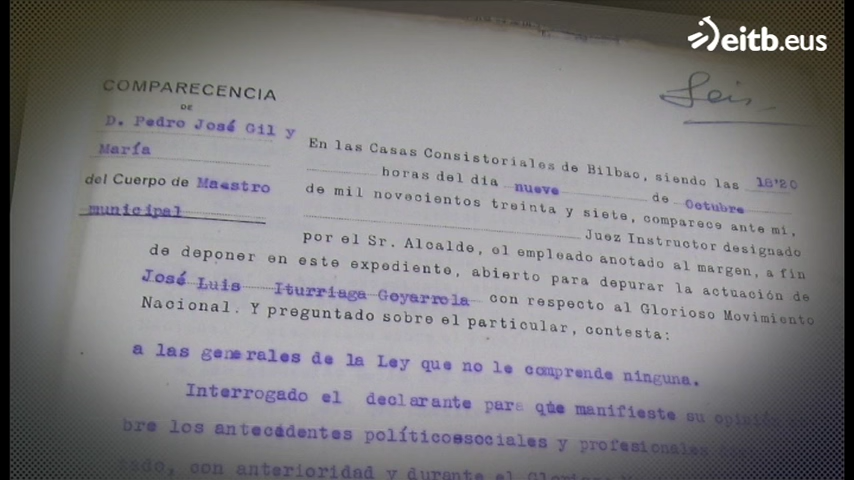 eitb.eus
Seis
COMPARECENCIA
DE
D. Pedro José Gil y
María
del Cuerpo de Maestro
municipal
En las Casas Consistoriales de Bilbao, siendo las 18'20
horas del día nueve de Octubre
de mil novecientos treinta y siete, comparece ante mi,
Juez Instructor designado
por el Sr. Alcalde, el empleado anotado al margen, a fin
de deponer en este expediente, abierto para depurar la actuación de
José Luis Iturriaga Goyarrola con respecto al Glorioso Movimiento
Nacional. Y preguntado sobre el particular, contesta:
a las generales de la Ley que no le comprende ninguna.
Interrogado el declarante para que manifieste su opinión
bre los antecedentes politicoesociales y profesionales
con anterioridad y durante el Glorioso